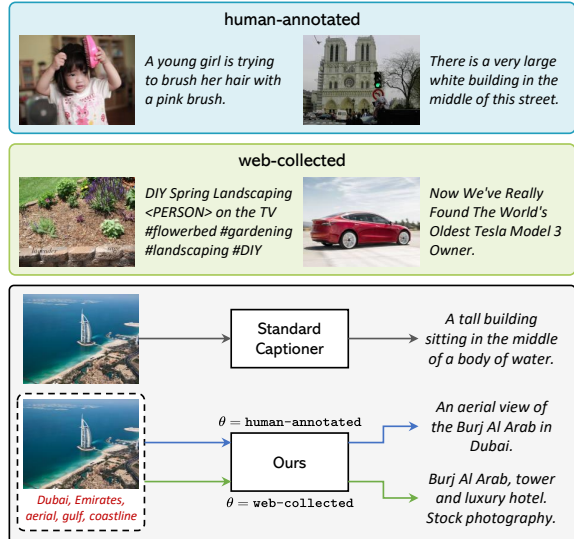 human-annotated
A young girl is trying
to brush her hair with
a pink brush.
There is a very large
white building in the
middle of this street.
web-collected
DIY Spring Landscaping
<PERSON> on the TV
#flowerbed #gardening
#landscaping #DIY
Now We've Really
Found The World's
Oldest Tesla Model 3
Owner.
Standard
Captioner
A tall building
sitting in the middle
of a body of water.
θ = human-annotated
Ours
θ = web-collected
An aerial view of
the Burj Al Arab in
Dubai.
Dubai, Emirates,
aerial, gulf, coastline
Burj Al Arab, tower
and luxury hotel.
Stock photography.